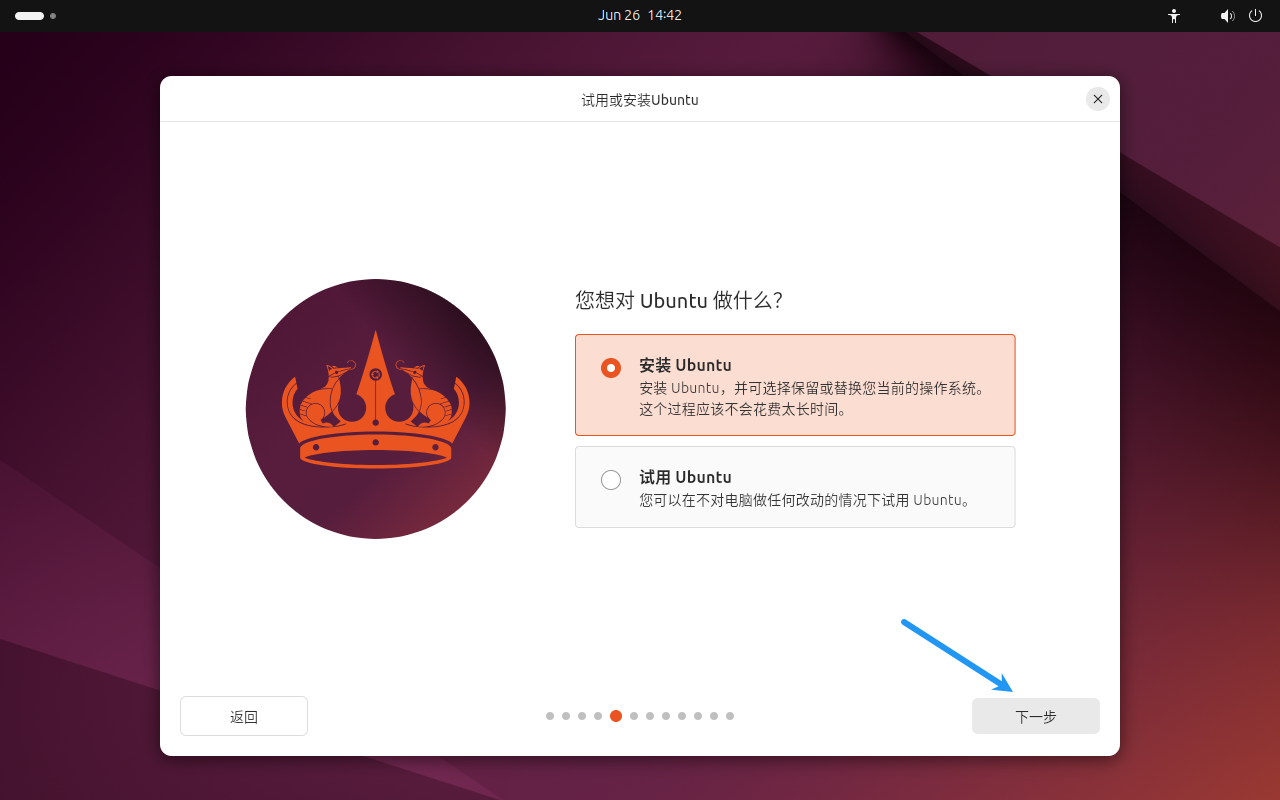 Jun 26 14:42
试用或安装Ubuntu
您想对 Ubuntu 做什么？
安装 Ubuntu
安装 Ubuntu，并可选择保留或替换您当前的操作系统。
这个过程应该不会花费太长时间。
试用 Ubuntu
您可以在不对电脑做任何改动的情况下试用 Ubuntu。
返回
下一步